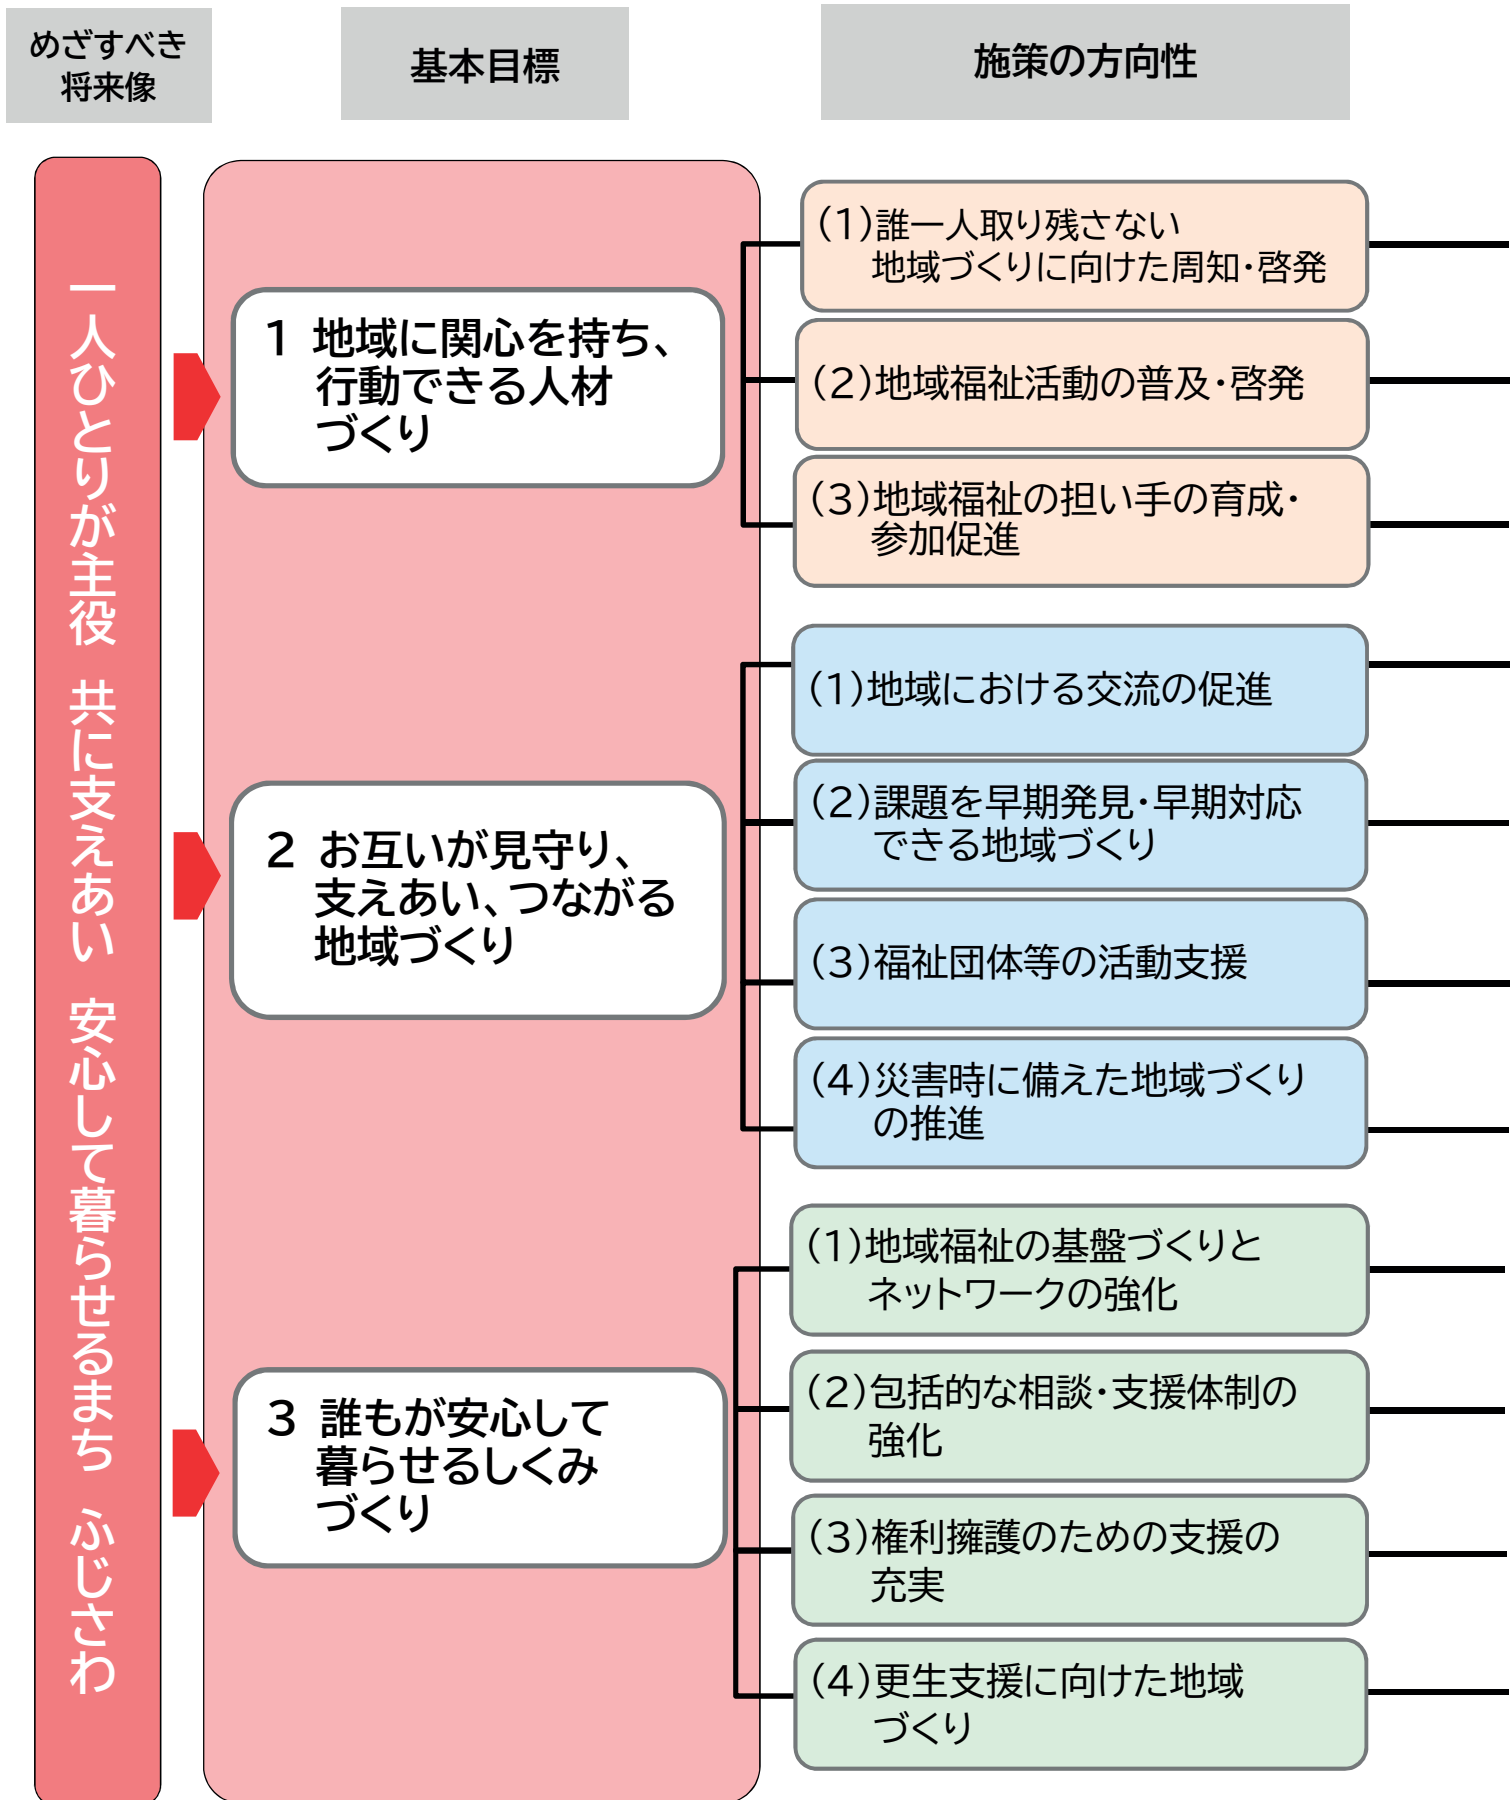 めざすべき
将来像
基本目標
施策の方向性
一人ひとりが主役 共に支えあい 安心して暮らせるまち ふじさわ
1 地域に関心を持ち、
行動できる人材
づくり
(1)誰一人取り残さない
地域づくりに向けた周知・啓発
(2)地域福祉活動の普及・啓発
(3)地域福祉の担い手の育成・
参加促進
2 お互いが見守り、
支えあい、つながる
地域づくり
(1)地域における交流の促進
(2)課題を早期発見・早期対応
できる地域づくり
(3)福祉団体等の活動支援
(4)災害時に備えた地域づくり
の推進
3 誰もが安心して
暮らせるしくみ
づくり
(1)地域福祉の基盤づくりと
ネットワークの強化
(2)包括的な相談・支援体制の
強化
(3)権利擁護のための支援の
充実
(4)更生支援に向けた地域
づくり